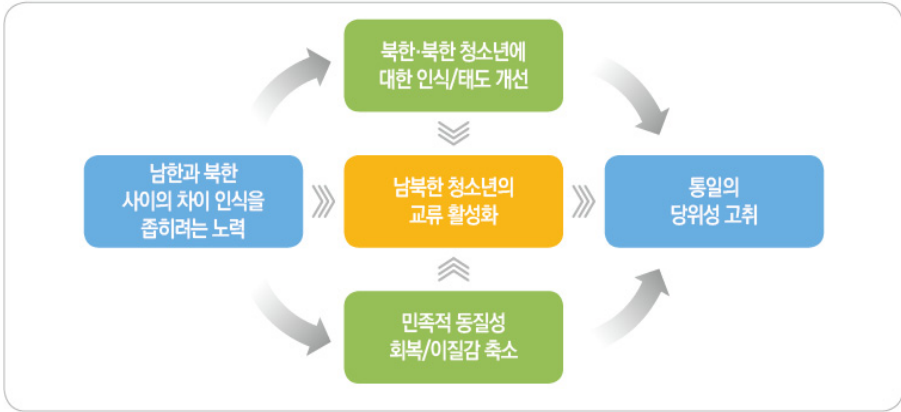 북한·북한 청소년에
대한 인식/태도 개선
남한과 북한
사이의 차이 인식을
좁히려는 노력
남북한 청소년의
교류 활성화
통일의
당위성 고취
민족적 동질성
회복/이질감 축소